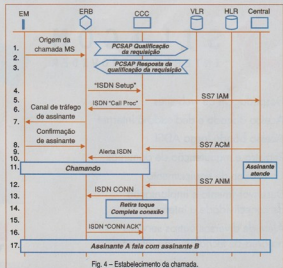 EM
ERB
CCC
VLR
HLR
Central
1.
Origem da
chamada MS
PCSAP Qualificação
da requisição
2.
3.
PCSAP Resposta de
qualificação da requisição
4.
"ISDN Setup"
5.
SS7 IAM
6.
Canal de tráfego
de assinante
ISDN "Call Proc"
7.
8.
Confirmação
de assinante
SS7 ACM
9.
Alerta ISDN
10.
11.
Chamando
Assinante
atende
12.
SS7 ANM
13.
ISDN CONN
14.
Retire toque
Completa conexão
15.
16.
ISDN "CONN ACK"
17.
Assinante A fala com assinante B
Fig. 4 – Estabelecimento da chamada.